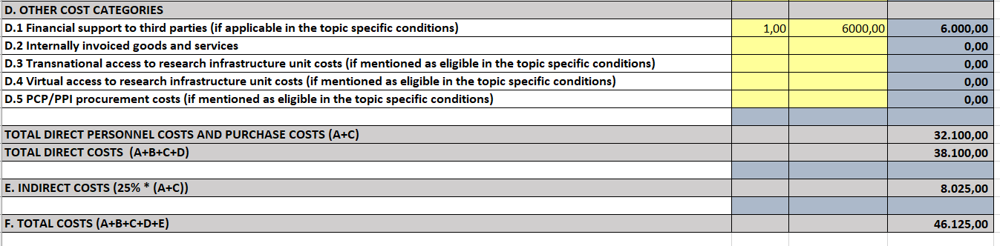 D. OTHER COST CATEGORIES
D.1 Financial support to third parties (if applicable in the topic specific conditions) 1,00 6000,00 6.000,00
D.2 Internally invoiced goods and services 0,00
D.3 Transnational access to research infrastructure unit costs (if mentioned as eligible in the topic specific conditions) 0,00
D.4 Virtual access to research infrastructure unit costs (if mentioned as eligible in the topic specific conditions) 0,00
D.5 PCP/PPI procurement costs (if mentioned as eligible in the topic specific conditions) 0,00
TOTAL DIRECT PERSONNEL COSTS AND PURCHASE COSTS (A+C) 32.100,00
TOTAL DIRECT COSTS (A+B+C+D) 38.100,00
E. INDIRECT COSTS (25% * (A+C)) 8.025,00
F. TOTAL COSTS (A+B+C+D+E) 46.125,00